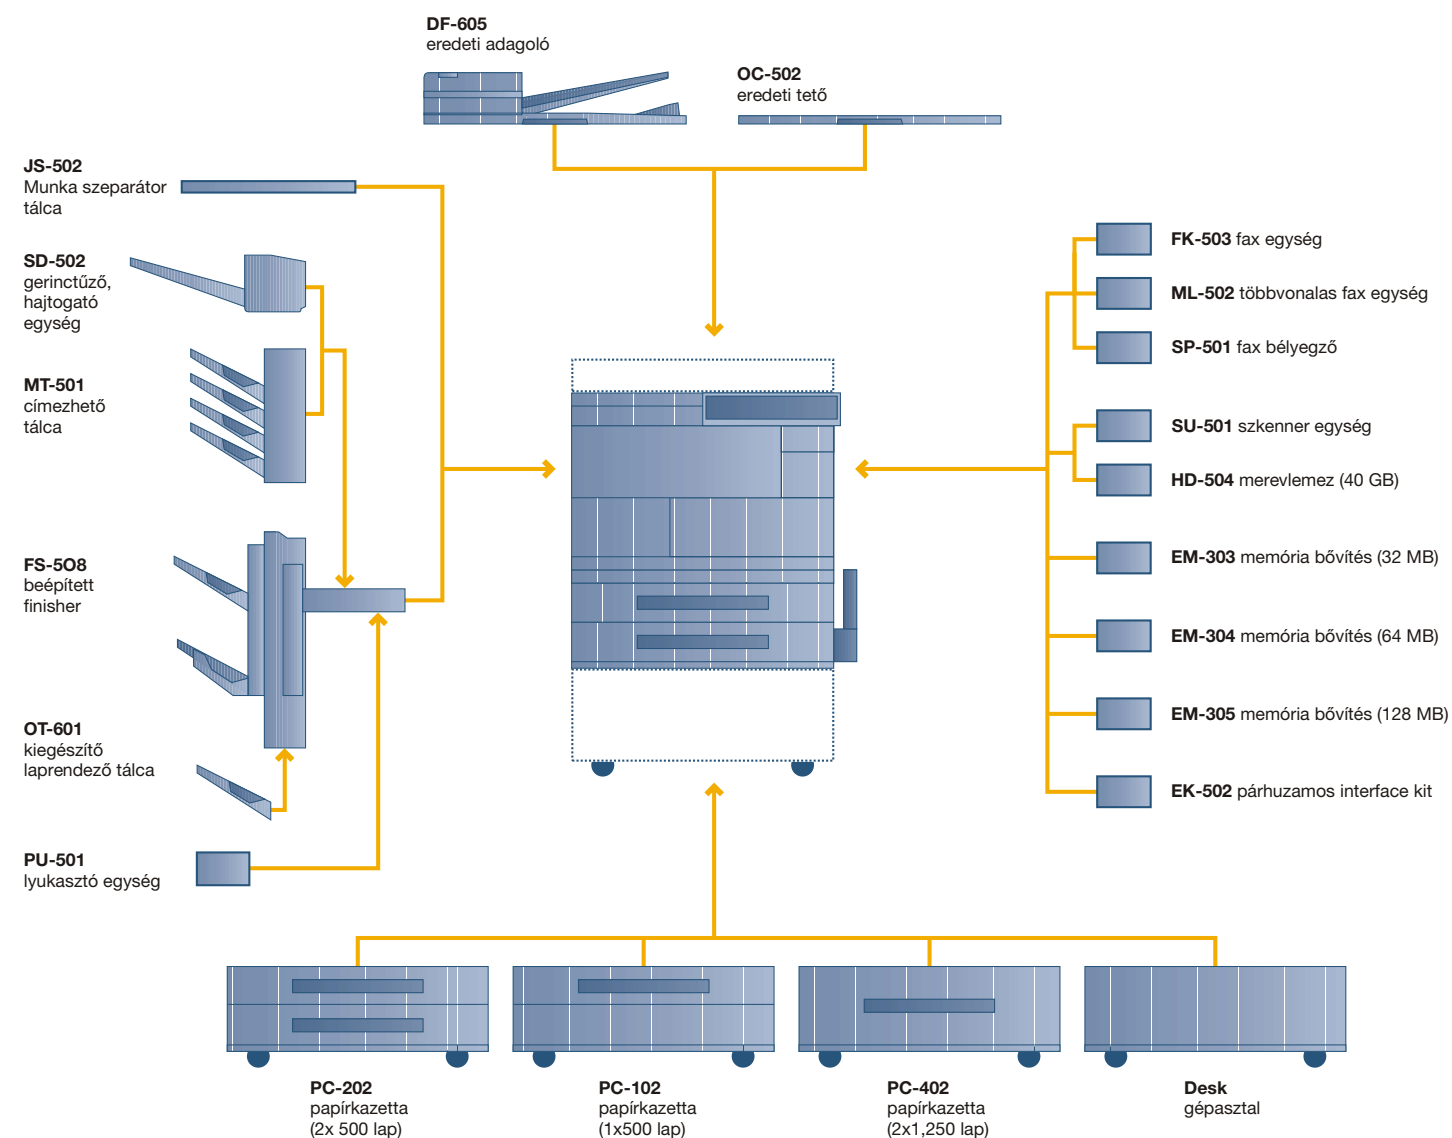 DF-605
eredeti adagoló
OC-502
eredeti tető
JS-502
Munka szeparátor
tálca
SD-502
gerinctűző,
hajtogató
egység
MT-501
címezhető
tálca
FS-5O8
beépített
finisher
OT-601
kiegészítő
laprendező tálca
PU-501
lyukasztó egység
FK-503 fax egység
ML-502 többvonalas fax egység
SP-501 fax bélyegző
SU-501 szkenner egység
HD-504 merevlemez (40 GB)
EM-303 memória bővítés (32 MB)
EM-304 memória bővítés (64 MB)
EM-305 memória bővítés (128 MB)
EK-502 párhuzamos interface kit
PC-202
papírkazetta
(2x 500 lap)
PC-102
papírkazetta
(1x500 lap)
PC-402
papírkazetta
(2x1,250 lap)
Desk
gépasztal